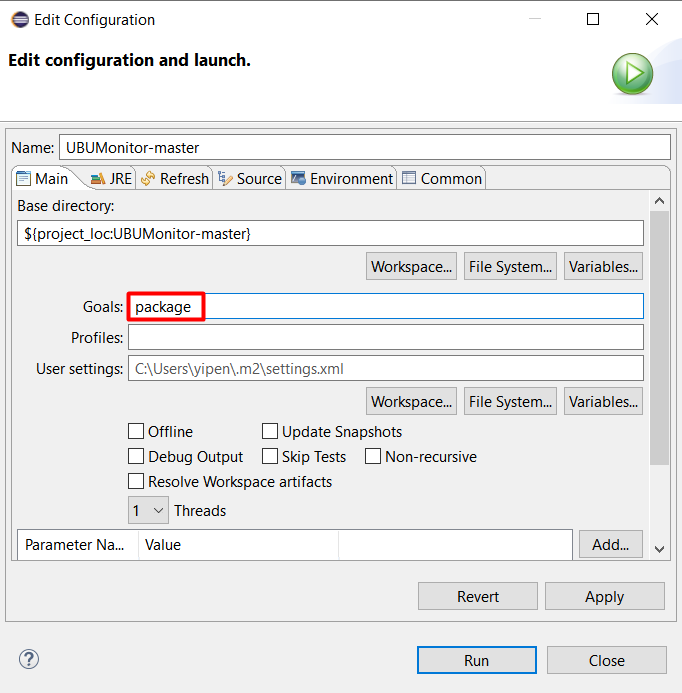 Edit Configuration
Edit configuration and launch.
Name: UBUMonitor-master
Main JRE Refresh Source Environment Common
Base directory:
${project_loc:UBUMonitor-master}
Workspace... File System... Variables...
Goals: package
Profiles:
User settings: C:\Users\yipen\.m2\settings.xml
Workspace... File System... Variables...
Offline Update Snapshots
Debug Output Skip Tests Non-recursive
Resolve Workspace artifacts
1 Threads
Parameter Na... Value Add...
Revert Apply
? Run Close